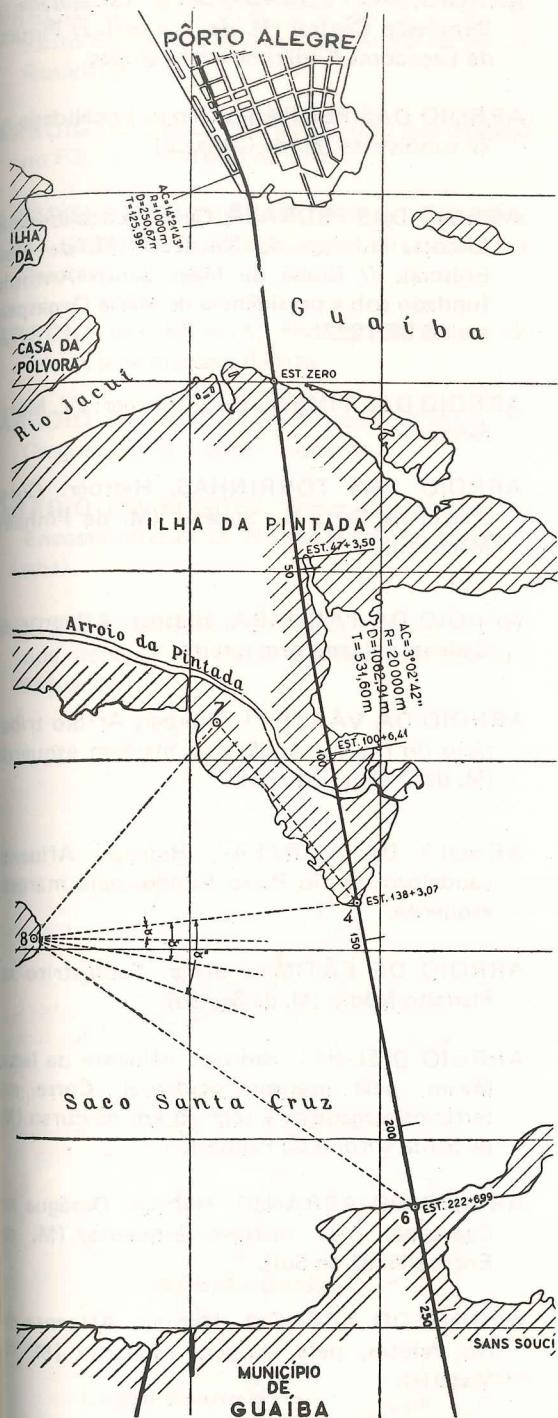 PÔRTO ALEGRE
AC=14°21'43"
R=1000m
D=250,67m
T=125,99m
ILHA
DA
CASA DA
PÓLVORA
Guaiba
Rio Jacuí
EST. ZERO
ILHA DA PINTADA
EST. 47+3,50
50
AC=3°02'42"
R=20000m
D=1062,94m
T=531,60m
Arroio da Pintada
7
EST. 100+6,41
100
4
EST. 138+3,07
150
8
α
α'
α"
Saco Santa Cruz
200
6
EST. 222+6,99
250
SANS SOUCÍ
MUNICÍPIO
DE
GUAÍBA